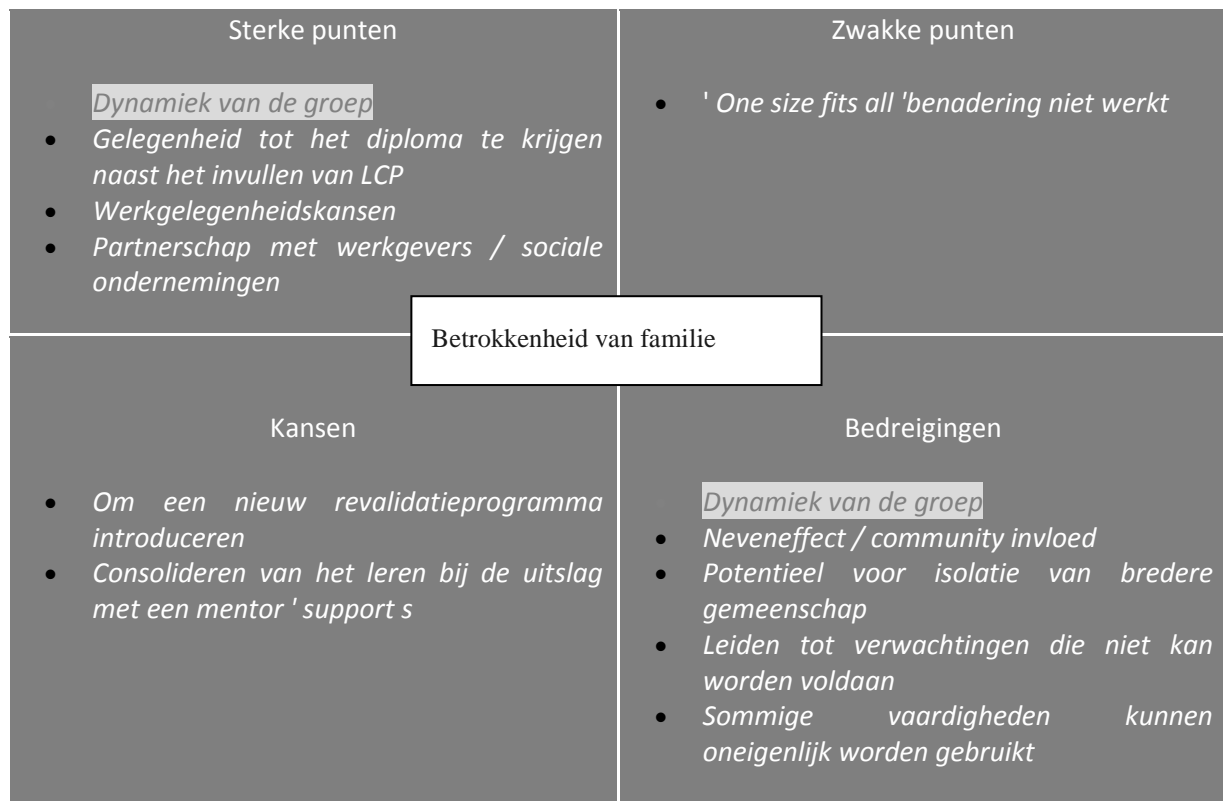 Sterke punten
Dynamiek van de groep
• Gelegenheid tot het diploma te krijgen
naast het invullen van LCP
• Werkgelegenheidskansen
• Partnerschap met werkgevers / sociale
ondernemingen
Zwakke punten
• ' One size fits all 'benadering niet werkt
Betrokkenheid van familie
Kansen
• Om een nieuw revalidatieprogramma
introduceren
• Consolideren van het leren bij de uitslag
met een mentor ' support s
Bedreigingen
Dynamiek van de groep
• Neveneffect / community invloed
• Potentieel voor isolatie van bredere
gemeenschap
• Leiden tot verwachtingen die niet kan
worden voldaan
• Sommige vaardigheden kunnen
oneigenlijk worden gebruikt